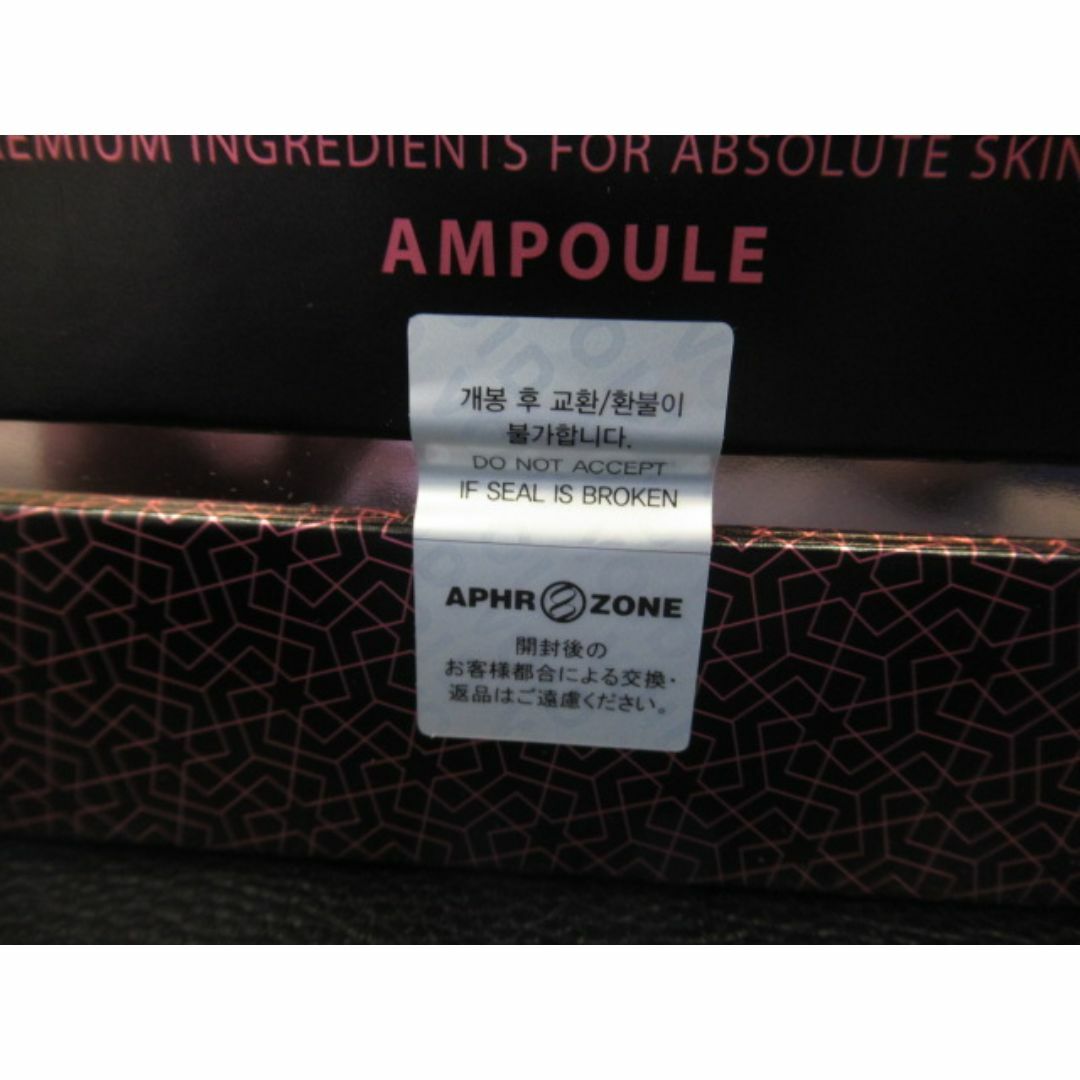 INGREDIENTS FOR ABSOLUTE SKIN
AMPOULE
개봉 후 교환/환불이
불가합니다.
DO NOT ACCEPT
IF SEAL IS BROKEN
APHROZONE
開封後の
お客様都合による交換・
返品はご遠慮ください。